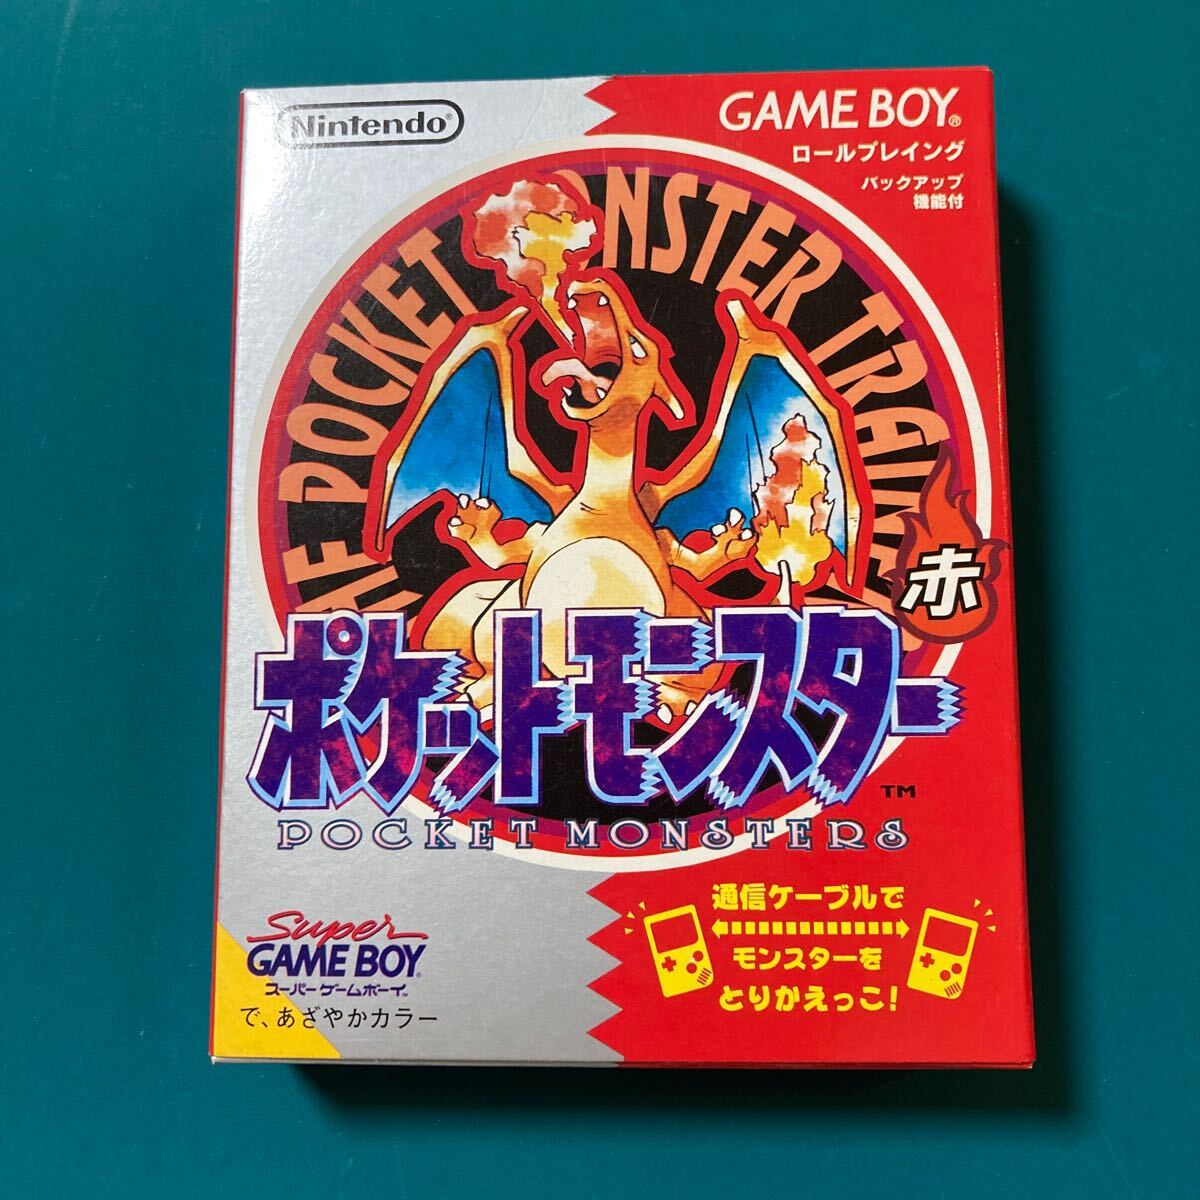 Nintendo
GAME BOY®
ロールプレイング
バックアップ
機能付
POCKET MONSTER
赤
ポケットモンスター
TM
POCKET MONSTERS
通信ケーブルで
モンスターを
とりかえっこ!
Super
GAME BOY®
スーパーゲームボーイ™
で、あざやかカラー